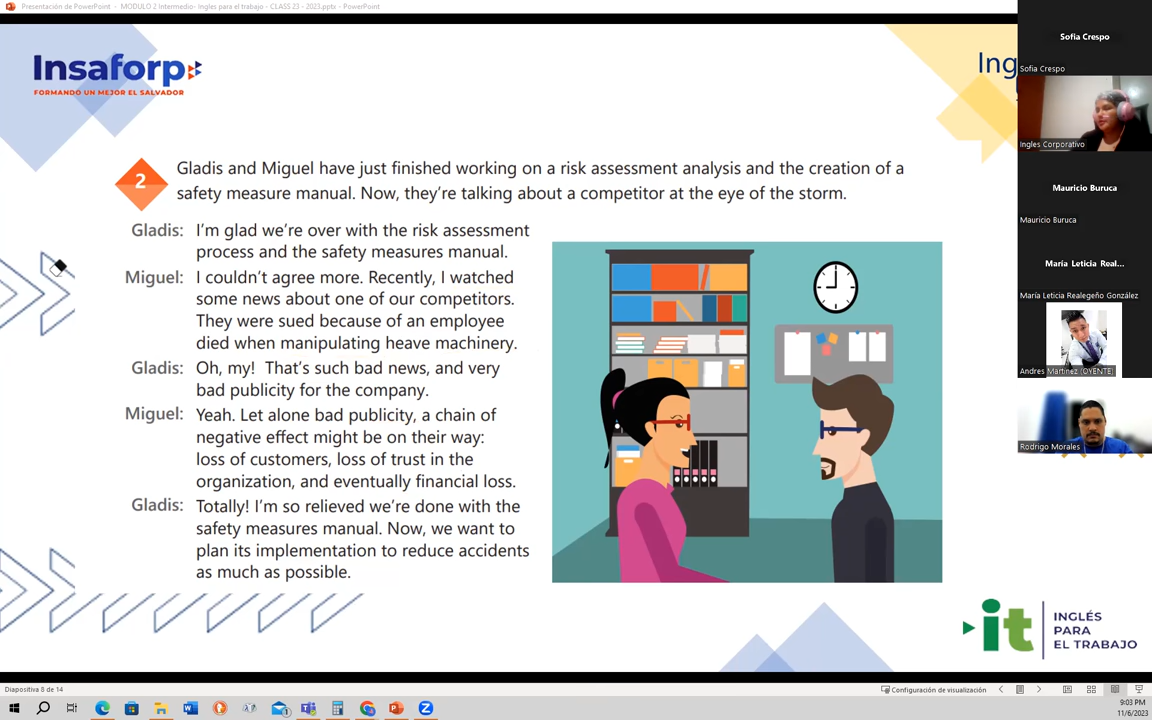 Presentación de PowerPoint - MODULO 2 Intermedio- Ingles para el trabajo - CLASS 23 - 2023.pptx - PowerPoint
Insaforp
FORMANDO UN MEJOR EL SALVADOR
Ing
2
Gladis and Miguel have just finished working on a risk assessment analysis and the creation of a
safety measure manual. Now, they're talking about a competitor at the eye of the storm.
Gladis: I'm glad we're over with the risk assessment
process and the safety measures manual.
Miguel: I couldn't agree more. Recently, I watched
some news about one of our competitors.
They were sued because of an employee
died when manipulating heave machinery.
Gladis: Oh, my! That's such bad news, and very
bad publicity for the company.
Miguel: Yeah. Let alone bad publicity, a chain of
negative effect might be on their way:
loss of customers, loss of trust in the
organization, and eventually financial loss.
Gladis: Totally! I'm so relieved we're done with the
safety measures manual. Now, we want to
plan its implementation to reduce accidents
as much as possible.
it
INGLÉS
PARA
EL TRABAJO
Sofia Crespo
Sofia Crespo
Ingles Corporativo
Mauricio Buruca
Mauricio Buruca
María Leticia Real...
María Leticia Realegeño González
Andres Martinez (OYENTE)
Rodrigo Morales
Diapositiva 8 de 14
Configuración de visualización
9:03 PM
11/6/2023